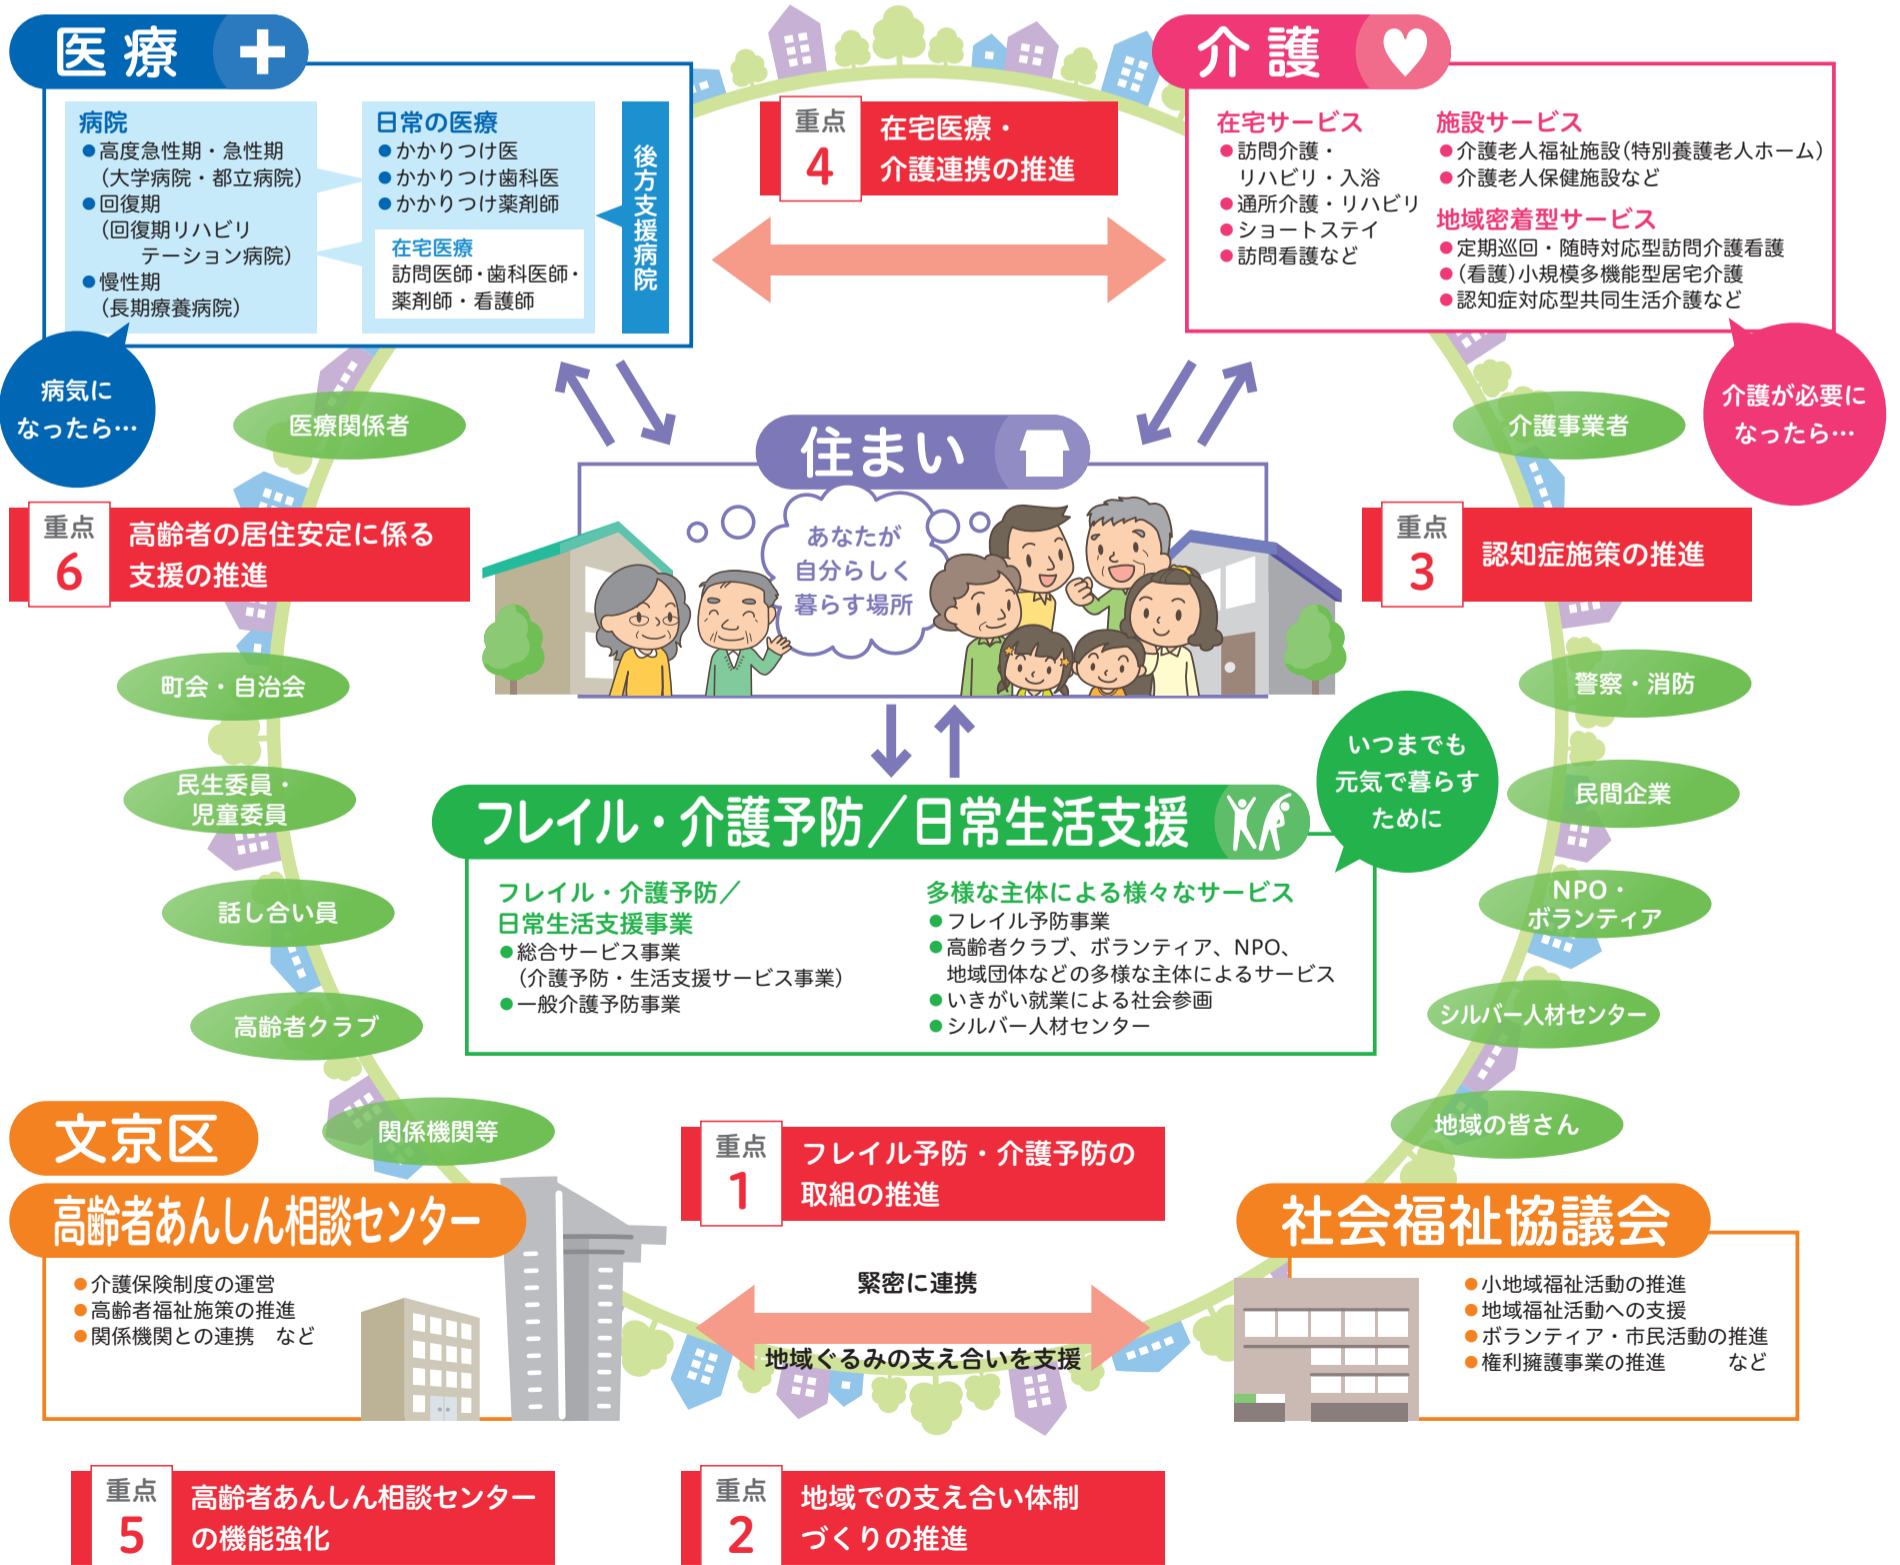 医療
病院
●高度急性期・急性期
(大学病院・都立病院)
●回復期
(回復期リハビリ
テーション病院)
●慢性期
(長期療養病院)
日常の医療
●かかりつけ医
●かかりつけ歯科医
●かかりつけ薬剤師
在宅医療
訪問医師・歯科医師・
薬剤師・看護師
後方支援病院
病気に
なったら…
重点
4
在宅医療・
介護連携の推進
介護
在宅サービス
●訪問介護・
リハビリ・入浴
●通所介護・リハビリ
●ショートステイ
●訪問看護など
施設サービス
●介護老人福祉施設(特別養護老人ホーム)
●介護老人保健施設など
地域密着型サービス
●定期巡回・随時対応型訪問介護看護
●(看護)小規模多機能型居宅介護
●認知症対応型共同生活介護など
介護が必要に
なったら…
医療関係者
介護事業者
住まい
あなたが
自分らしく
暮らす場所
重点
6
高齢者の居住安定に係る
支援の推進
重点
3
認知症施策の推進
町会・自治会
民生委員・
児童委員
話し合い員
高齢者クラブ
関係機関等
警察・消防
民間企業
NPO・
ボランティア
シルバー人材センター
地域の皆さん
いつまでも
元気で暮らす
ために
フレイル・介護予防/日常生活支援
フレイル・介護予防/
日常生活支援事業
●総合サービス事業
(介護予防・生活支援サービス事業)
●一般介護予防事業
多様な主体による様々なサービス
●フレイル予防事業
●高齢者クラブ、ボランティア、NPO、
地域団体などの多様な主体によるサービス
●いきがい就業による社会参画
●シルバー人材センター
文京区
高齢者あんしん相談センター
●介護保険制度の運営
●高齢者福祉施策の推進
●関係機関との連携 など
重点
1
フレイル予防・介護予防の
取組の推進
緊密に連携
地域ぐるみの支え合いを支援
社会福祉協議会
●小地域福祉活動の推進
●地域福祉活動への支援
●ボランティア・市民活動の推進
●権利擁護事業の推進 など
重点
5
高齢者あんしん相談センター
の機能強化
重点
2
地域での支え合い体制
づくりの推進